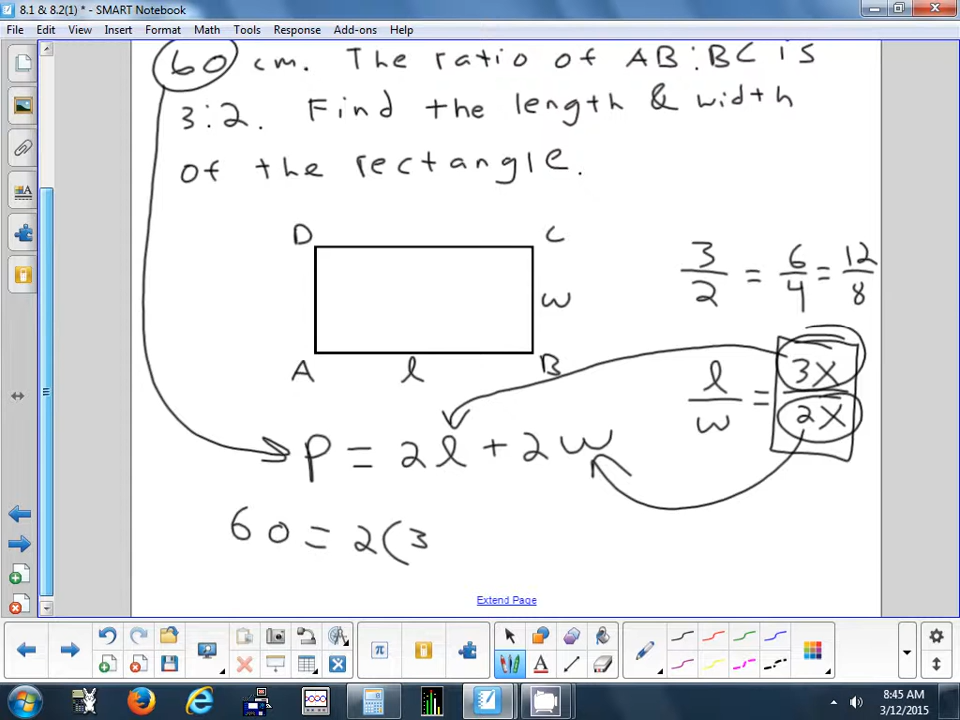 8.1 & 8.2(1) * - SMART Notebook
File Edit View Insert Format Math Tools Response Add-ons Help
60 cm. The ratio of AB:BC is
3:2. Find the length & width
of the rectangle.
D C
3/2 = 6/4 = 12/8
w
A l B
l/w = 3x/2x
P = 2l + 2w
60 = 2(3
Extend Page
π A
8:45 AM
3/12/2015